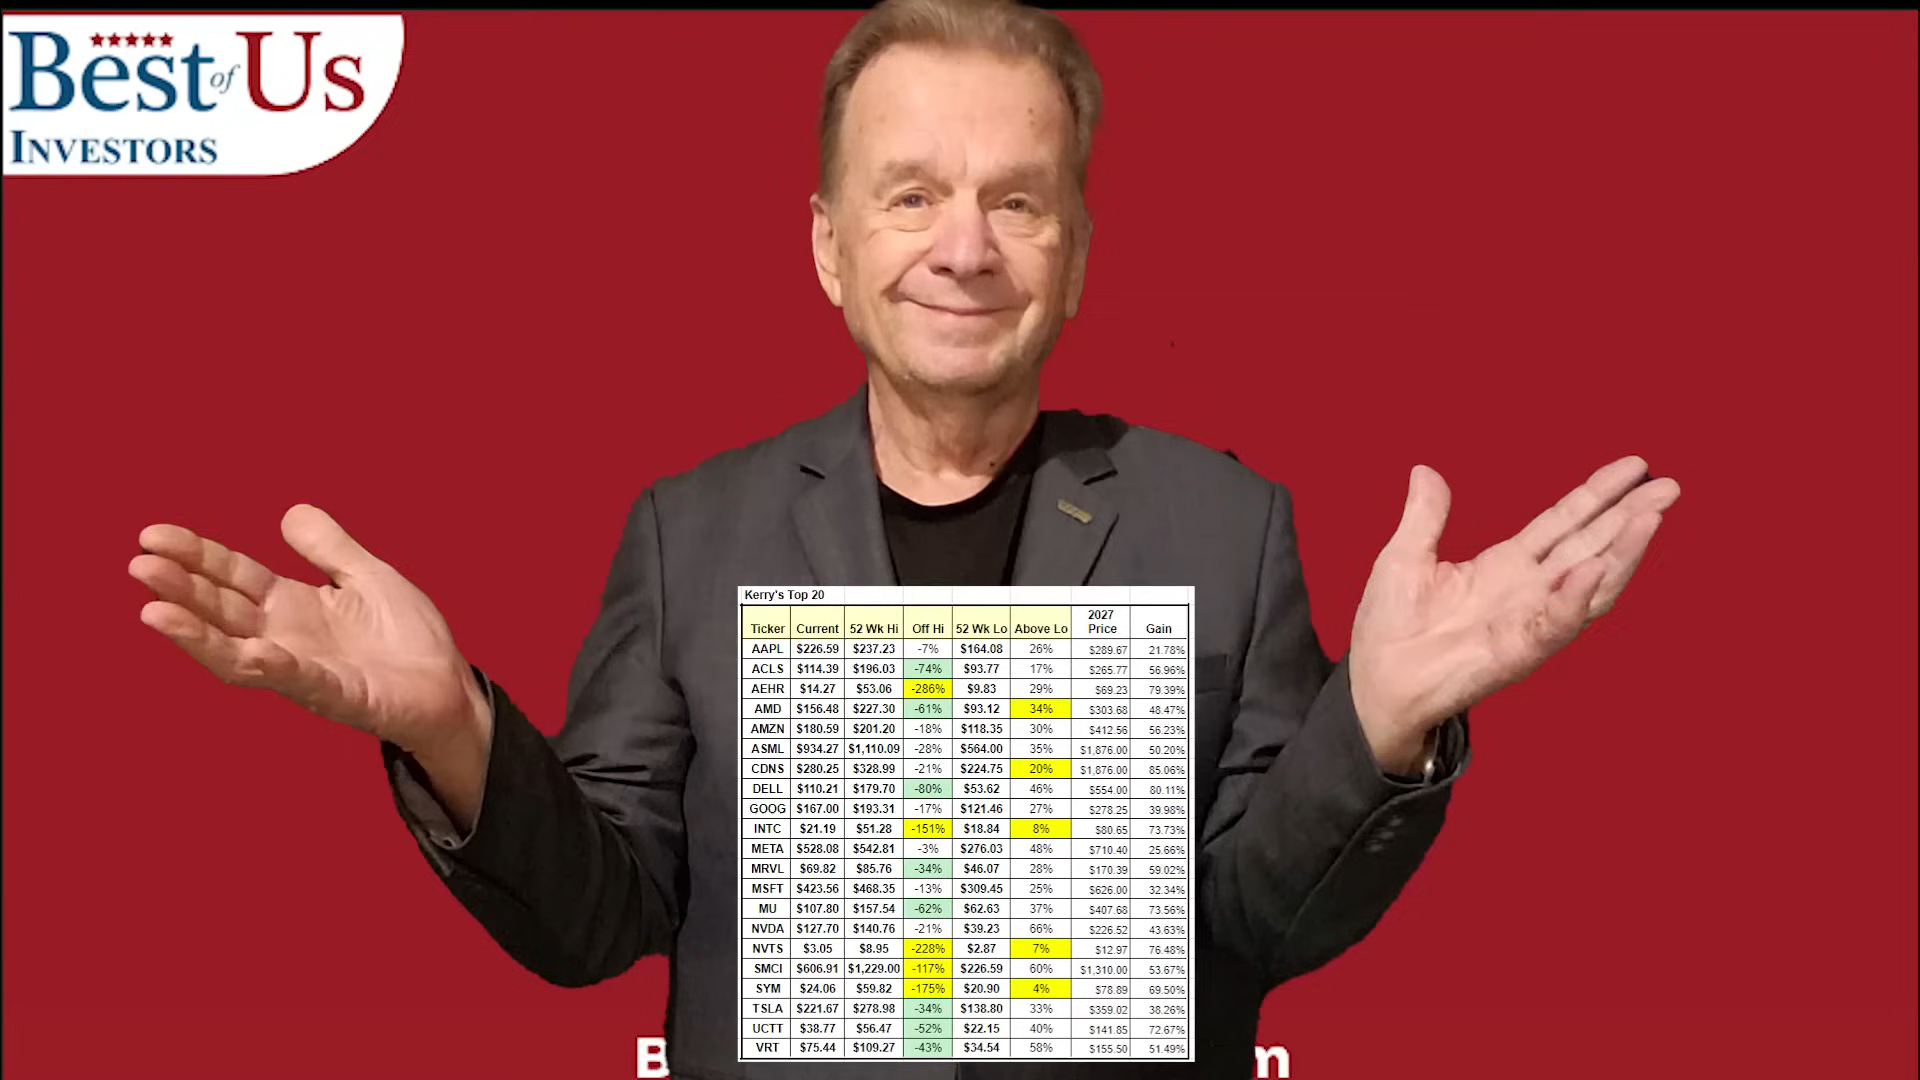 Best of Us
INVESTORS
Kerry's Top 20
Ticker Current 52 Wk Hi Off Hi 52 Wk Lo Above Lo 2027 Price Gain
AAPL $226.59 $237.23 -7% $164.08 26% $289.67 21.78%
ACLS $114.39 $196.03 -74% $93.77 17% $265.77 56.96%
AEHR $14.27 $53.06 -286% $9.83 29% $69.23 79.39%
AMD $156.48 $227.30 -61% $93.12 34% $303.68 48.47%
AMZN $180.59 $201.20 -18% $118.35 30% $412.56 56.23%
ASML $934.27 $1,110.09 -28% $564.00 35% $1,876.00 50.20%
CDNS $280.25 $328.99 -21% $224.75 20% $1,876.00 85.06%
DELL $110.21 $179.70 -80% $53.62 46% $554.00 80.11%
GOOG $167.00 $193.31 -17% $121.46 27% $278.25 39.98%
INTC $21.19 $51.28 -151% $18.84 8% $80.65 73.73%
META $528.08 $542.81 -3% $276.03 48% $710.40 25.66%
MRVL $69.82 $85.76 -34% $46.07 28% $170.39 59.02%
MSFT $423.56 $468.35 -13% $309.45 25% $626.00 32.34%
MU $107.80 $157.54 -62% $62.63 37% $407.68 73.56%
NVDA $127.70 $140.76 -21% $39.23 66% $226.52 43.63%
NVTS $3.05 $8.95 -228% $2.87 7% $12.97 76.48%
SMCI $606.91 $1,229.00 -117% $226.59 60% $1,310.00 53.67%
SYM $24.06 $59.82 -175% $20.90 4% $78.89 69.50%
TSLA $221.67 $278.98 -34% $138.80 33% $359.02 38.26%
UCTT $38.77 $56.47 -52% $22.15 40% $141.85 72.67%
VRT $75.44 $109.27 -43% $34.54 58% $155.50 51.49%